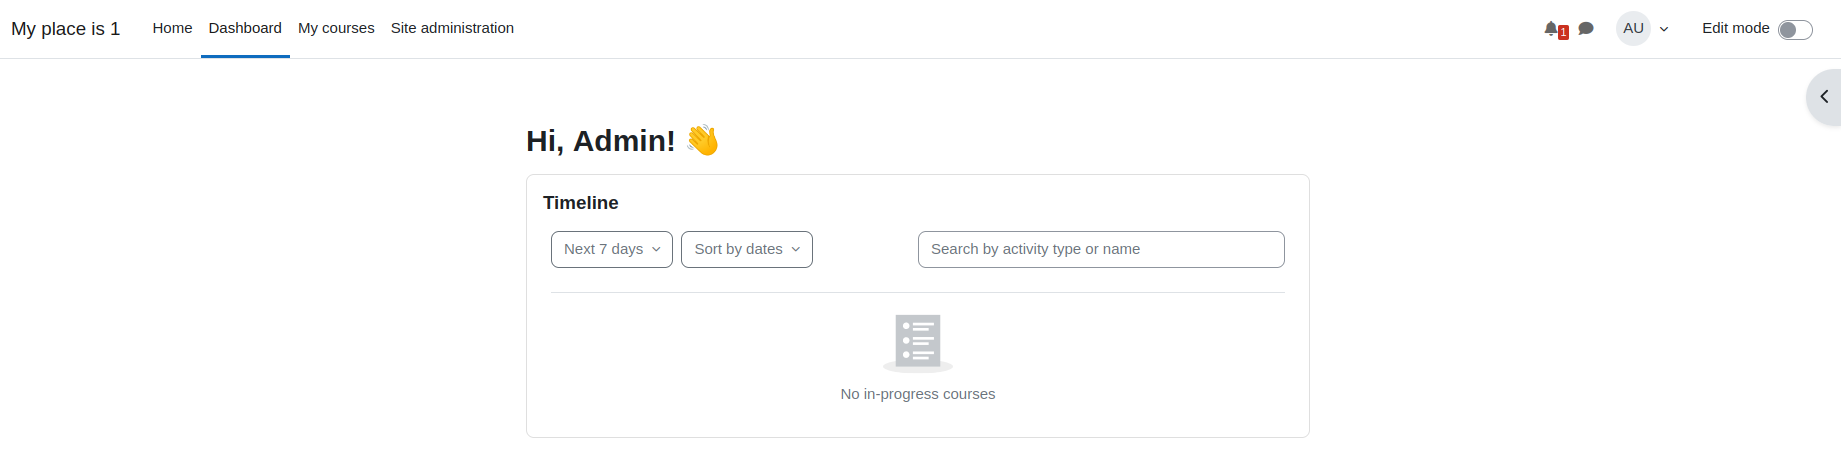 My place is 1 Home Dashboard My courses Site administration 1 AU Edit mode
Hi, Admin! 👋
Timeline
Next 7 days Sort by dates Search by activity type or name
No in-progress courses